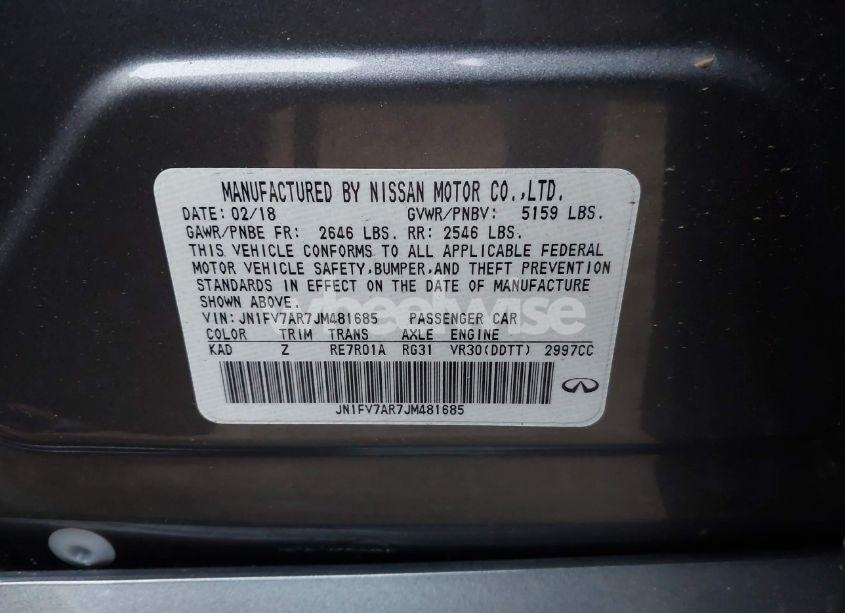 MANUFACTURED BY NISSAN MOTOR CO.,LTD.
DATE: 02/18 GVWR/PNBV: 5159 LBS.
GAWR/PNBE FR: 2646 LBS. RR: 2546 LBS.
THIS VEHICLE CONFORMS TO ALL APPLICABLE FEDERAL
MOTOR VEHICLE SAFETY,BUMPER,AND THEFT PREVENTION
STANDARDS IN EFFECT ON THE DATE OF MANUFACTURE
SHOWN ABOVE.
wheelwise
VIN: JN1FV7AR7JM481685 PASSENGER CAR
COLOR TRIM TRANS AXLE ENGINE
KAD Z RE7R01A RG31 VR30(DDTT) 2997CC
JN1FV7AR7JM481685